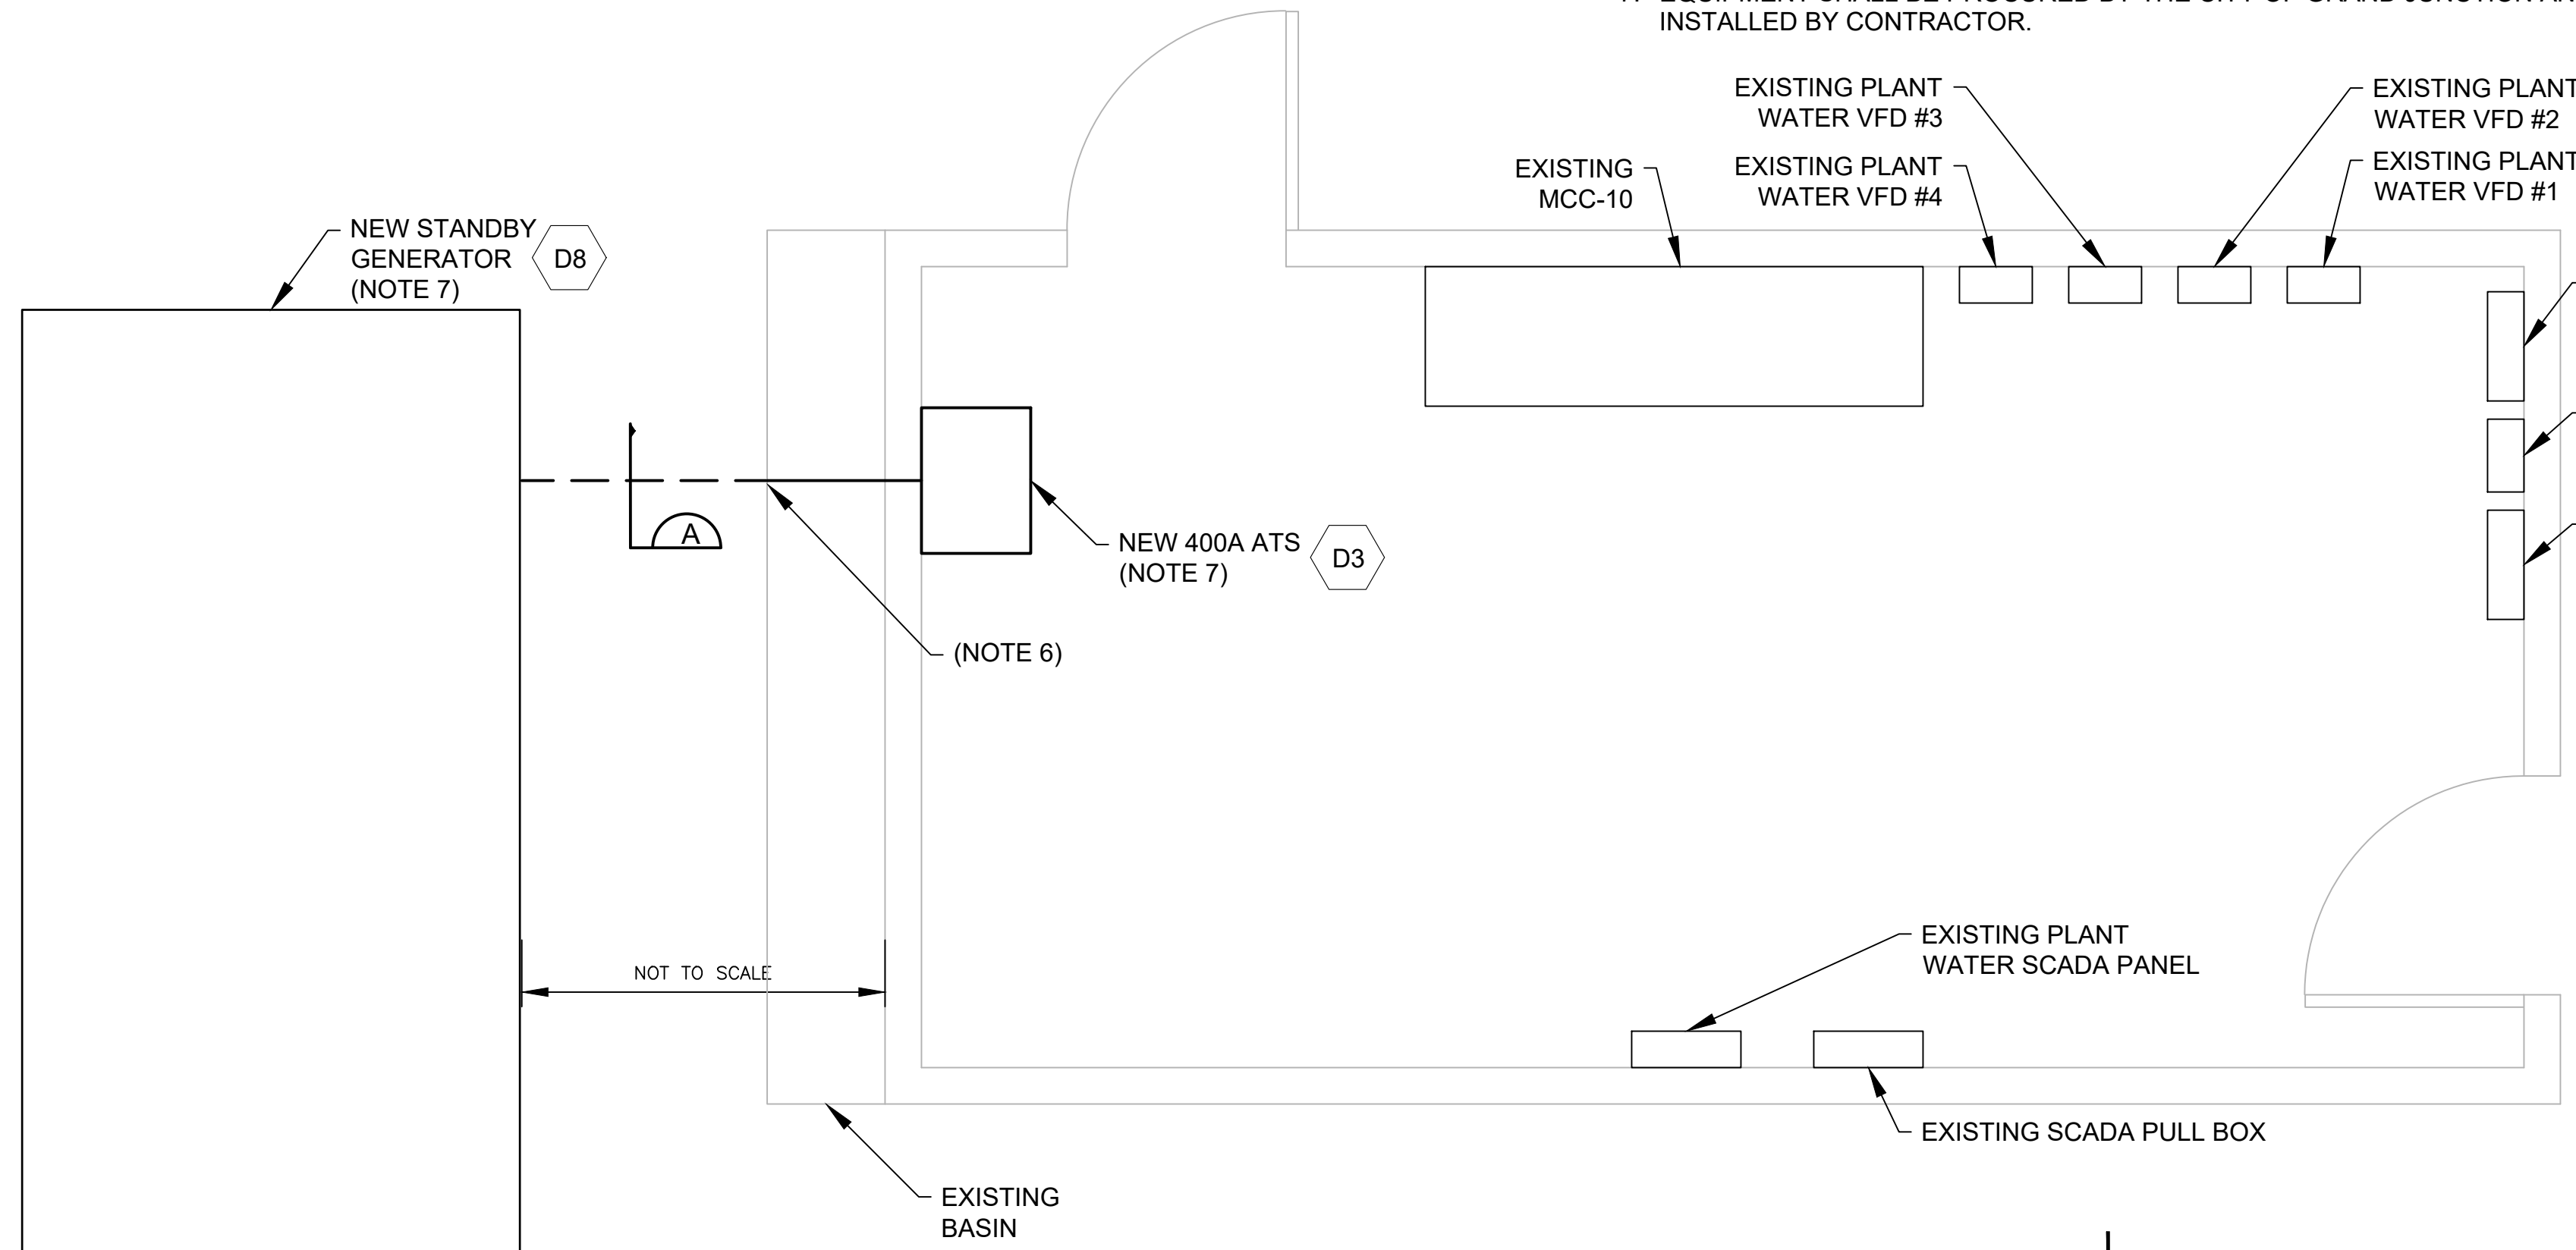 INSTALLED BY CONTRACTOR.
EXISTING PLANT
WATER VFD #3
EXISTING PLANT
WATER VFD #2
EXISTING
MCC-10
EXISTING PLANT
WATER VFD #4
EXISTING PLANT
WATER VFD #1
NEW STANDBY
GENERATOR
(NOTE 7)
D8
A
NEW 400A ATS
(NOTE 7)
D3
(NOTE 6)
NOT TO SCALE
EXISTING PLANT
WATER SCADA PANEL
EXISTING SCADA PULL BOX
EXISTING
BASIN